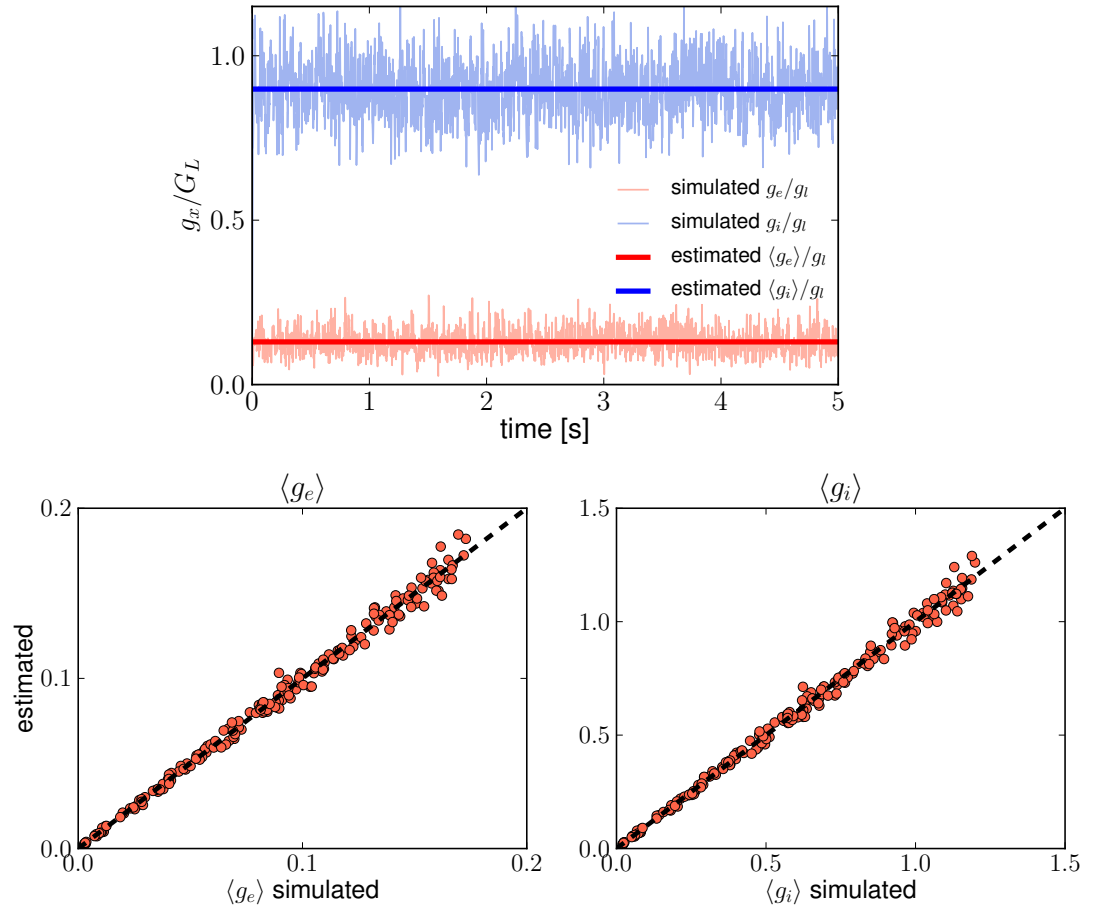 1.0
0.5
0.0
g_x/G_L
simulated g_e/g_l
simulated g_i/g_l
estimated ⟨g_e⟩/g_l
estimated ⟨g_i⟩/g_l
0 1 2 3 4 5
time [s]
⟨g_e⟩
0.2
0.1
0.0
estimated
0.0 0.1 0.2
⟨g_e⟩ simulated
⟨g_i⟩
1.5
1.0
0.5
0.0
0.0 0.5 1.0 1.5
⟨g_i⟩ simulated